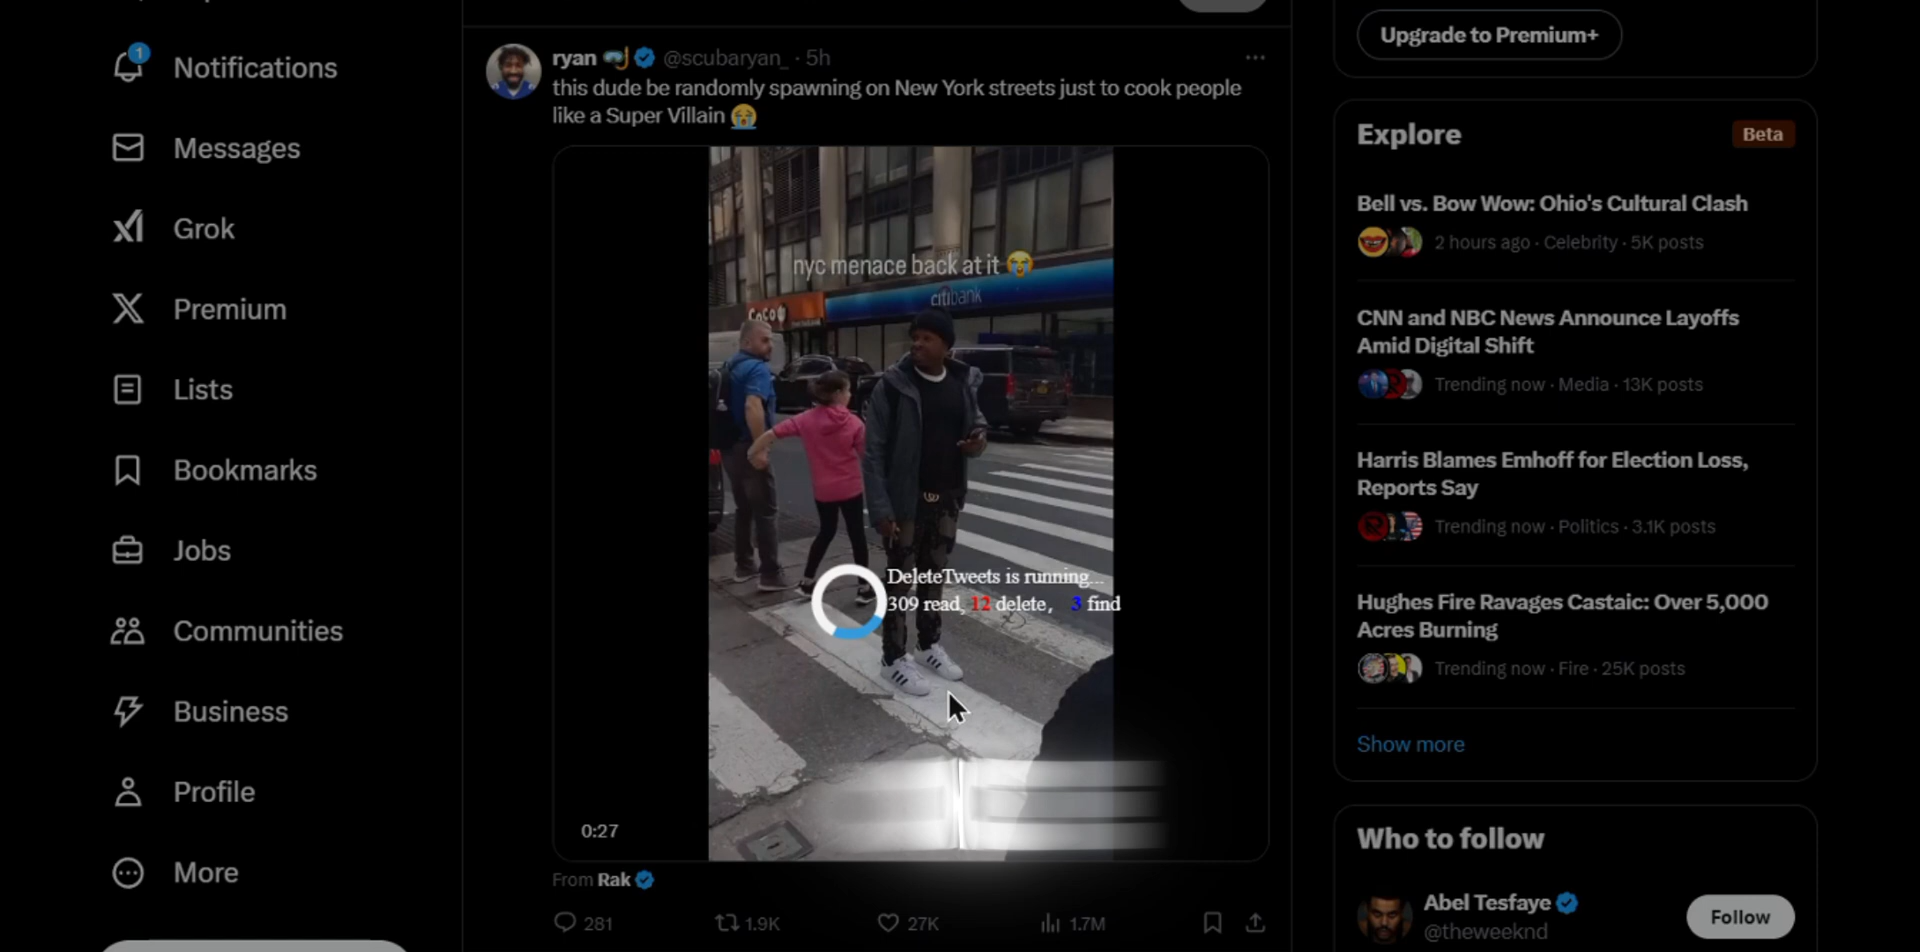 1
Notifications
Messages
Grok
Premium
Lists
Bookmarks
Jobs
Communities
Business
Profile
More
ryan @scubaryan_ · 5h
this dude be randomly spawning on New York streets just to cook people
like a Super Villain
nyc menace back at it
citibank
CoCo
DeleteTweets is running...
309 read, 12 delete, 3 find
0:27
From Rak
281
1.9K
27K
1.7M
Upgrade to Premium+
Explore
Beta
Bell vs. Bow Wow: Ohio's Cultural Clash
2 hours ago · Celebrity · 5K posts
CNN and NBC News Announce Layoffs
Amid Digital Shift
Trending now · Media · 13K posts
Harris Blames Emhoff for Election Loss,
Reports Say
Trending now · Politics · 3.1K posts
Hughes Fire Ravages Castaic: Over 5,000
Acres Burning
Trending now · Fire · 25K posts
Show more
Who to follow
Abel Tesfaye
@theweeknd
Follow